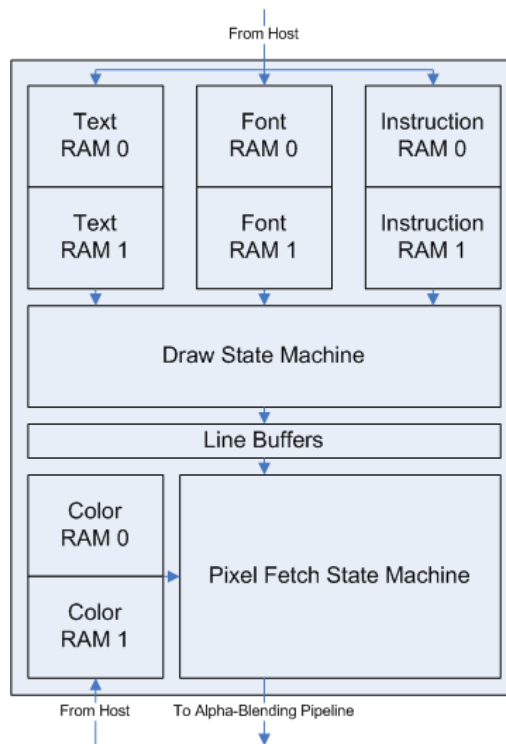 From Host
Text
RAM 0
Font
RAM 0
Instruction
RAM 0
Text
RAM 1
Font
RAM 1
Instruction
RAM 1
Draw State Machine
Line Buffers
Color
RAM 0
Pixel Fetch State Machine
Color
RAM 1
From Host
To Alpha-Blending Pipeline